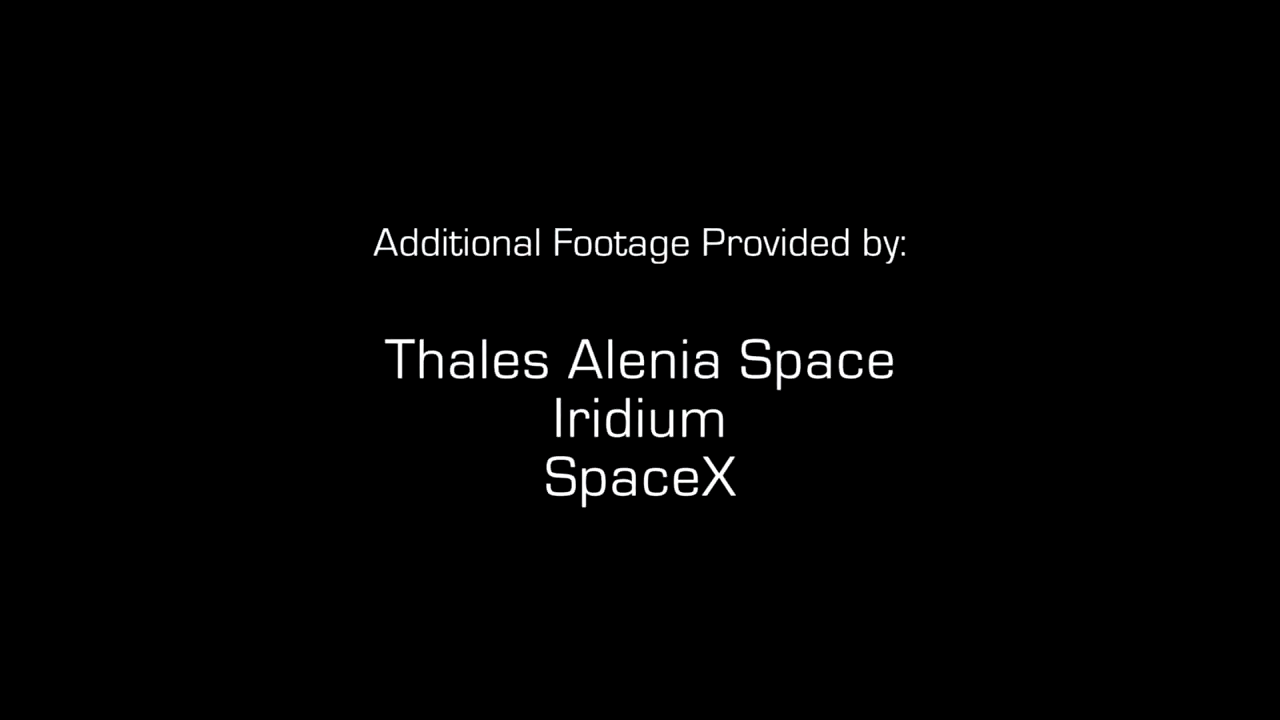 Additional Footage Provided by:
Thales Alenia Space
Iridium
SpaceX